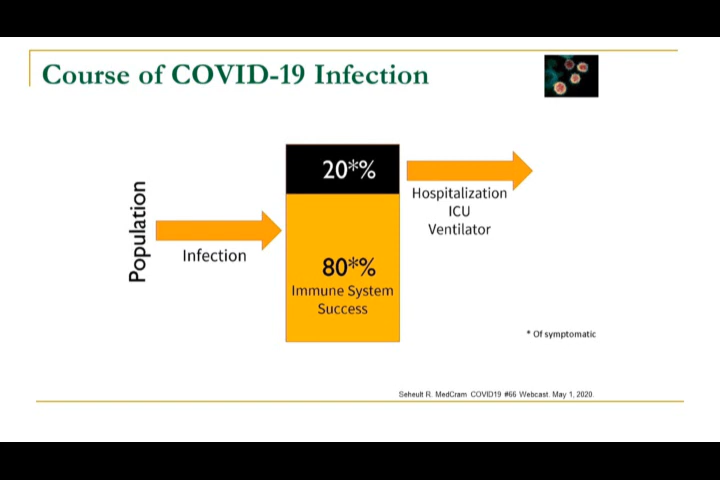 Course of COVID-19 Infection
Population
Infection
20*%
80*%
Immune System
Success
Hospitalization
ICU
Ventilator
* Of symptomatic
Seheult R. MedCram COVID19 #66 Webcast. May 1, 2020.